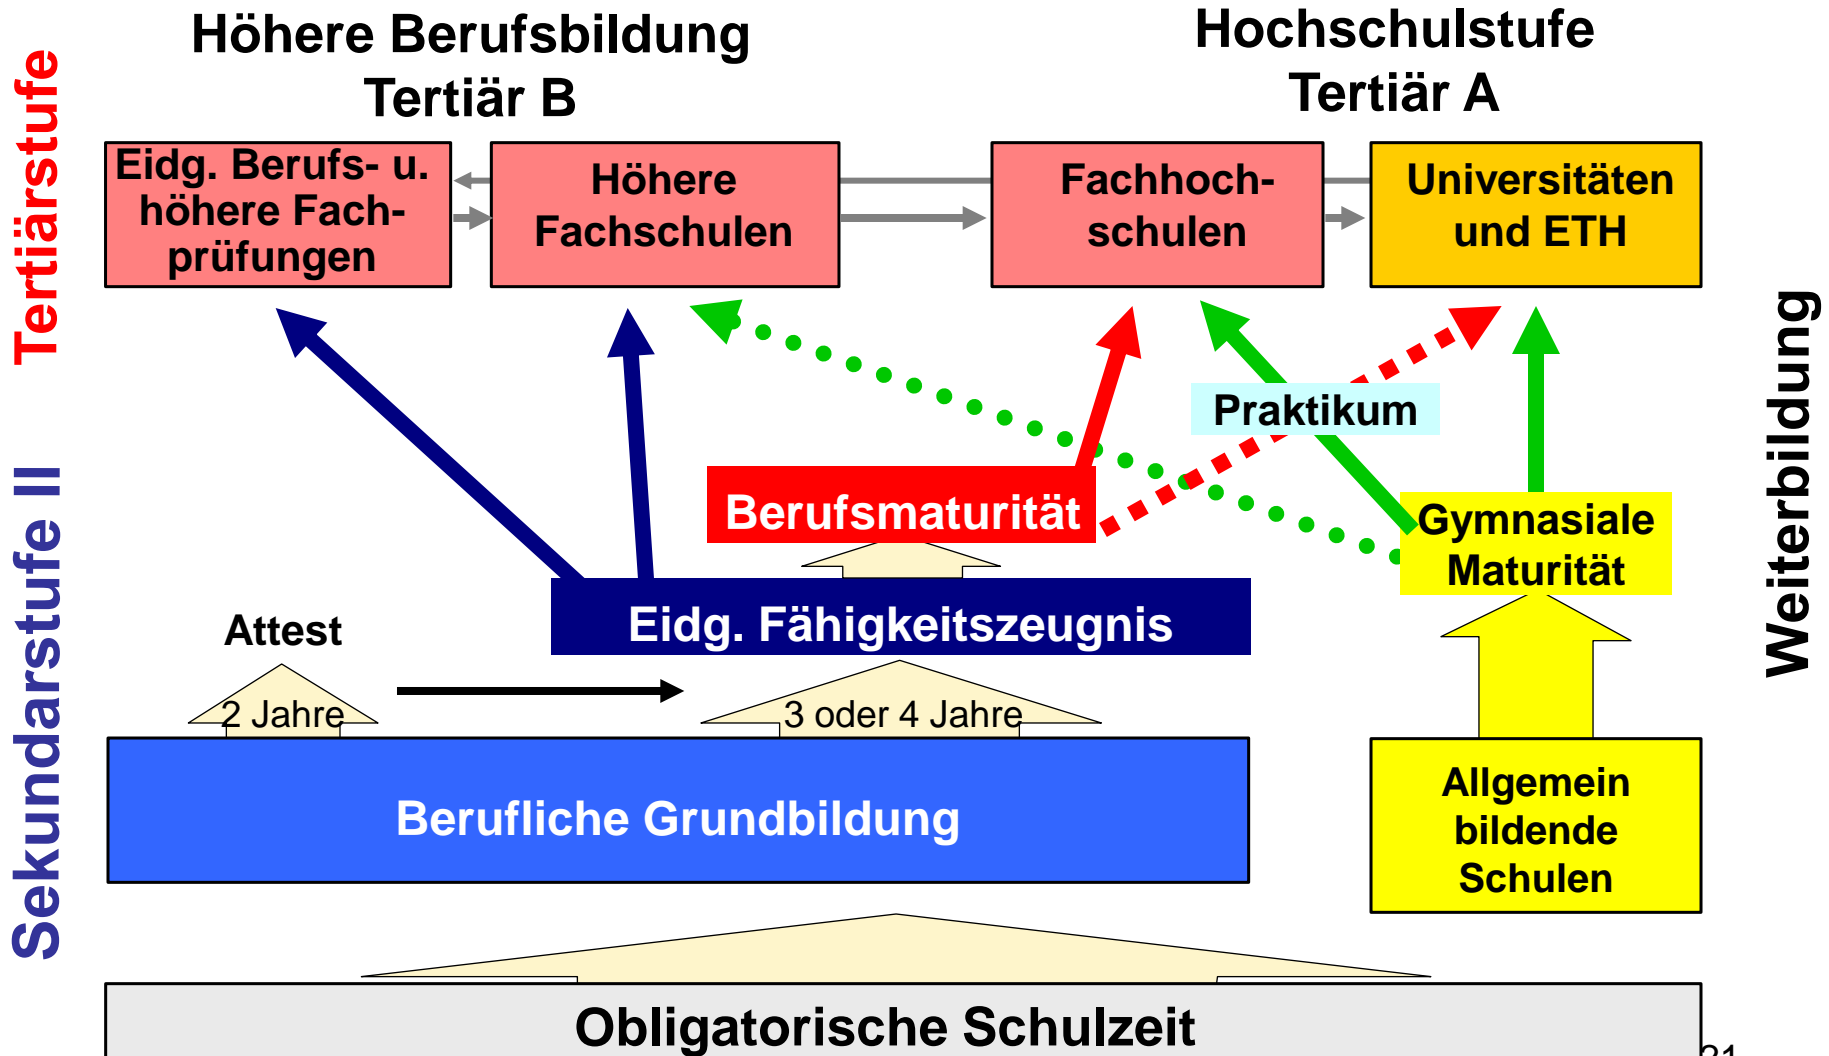 Höhere Berufsbildung
Tertiär B
Hochschulstufe
Tertiär A
Tertiärstufe
Eidg. Berufs- u.
höhere Fach-
prüfungen
Höhere
Fachschulen
Fachhoch-
schulen
Universitäten
und ETH
Weiterbildung
Praktikum
Sekundarstufe II
Berufsmaturität
Gymnasiale
Maturität
Eidg. Fähigkeitszeugnis
Attest
2 Jahre
3 oder 4 Jahre
Berufliche Grundbildung
Allgemein
bildende
Schulen
Obligatorische Schulzeit
21